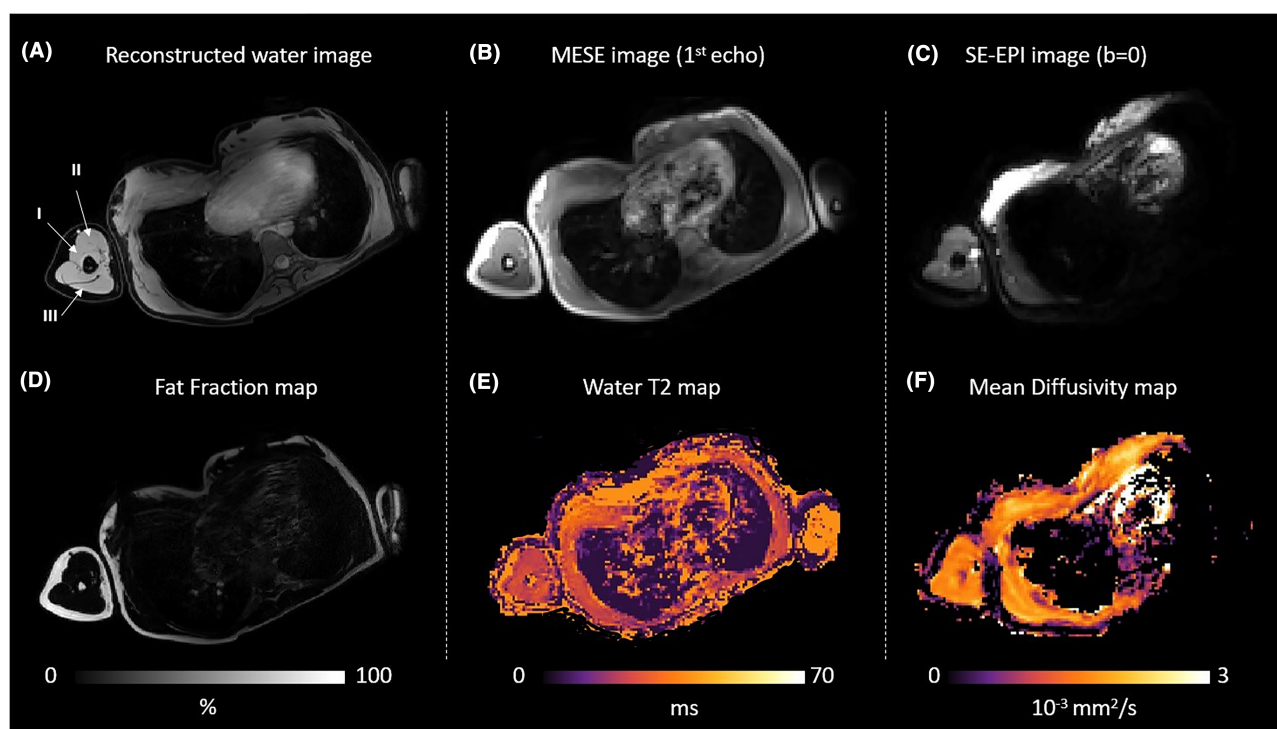 (A) Reconstructed water image
(B) MESE image (1st echo)
(C) SE-EPI image (b=0)
II
I
III
(D) Fat Fraction map
(E) Water T2 map
(F) Mean Diffusivity map
0 100
%
0 70
ms
0 3
10⁻³ mm²/s